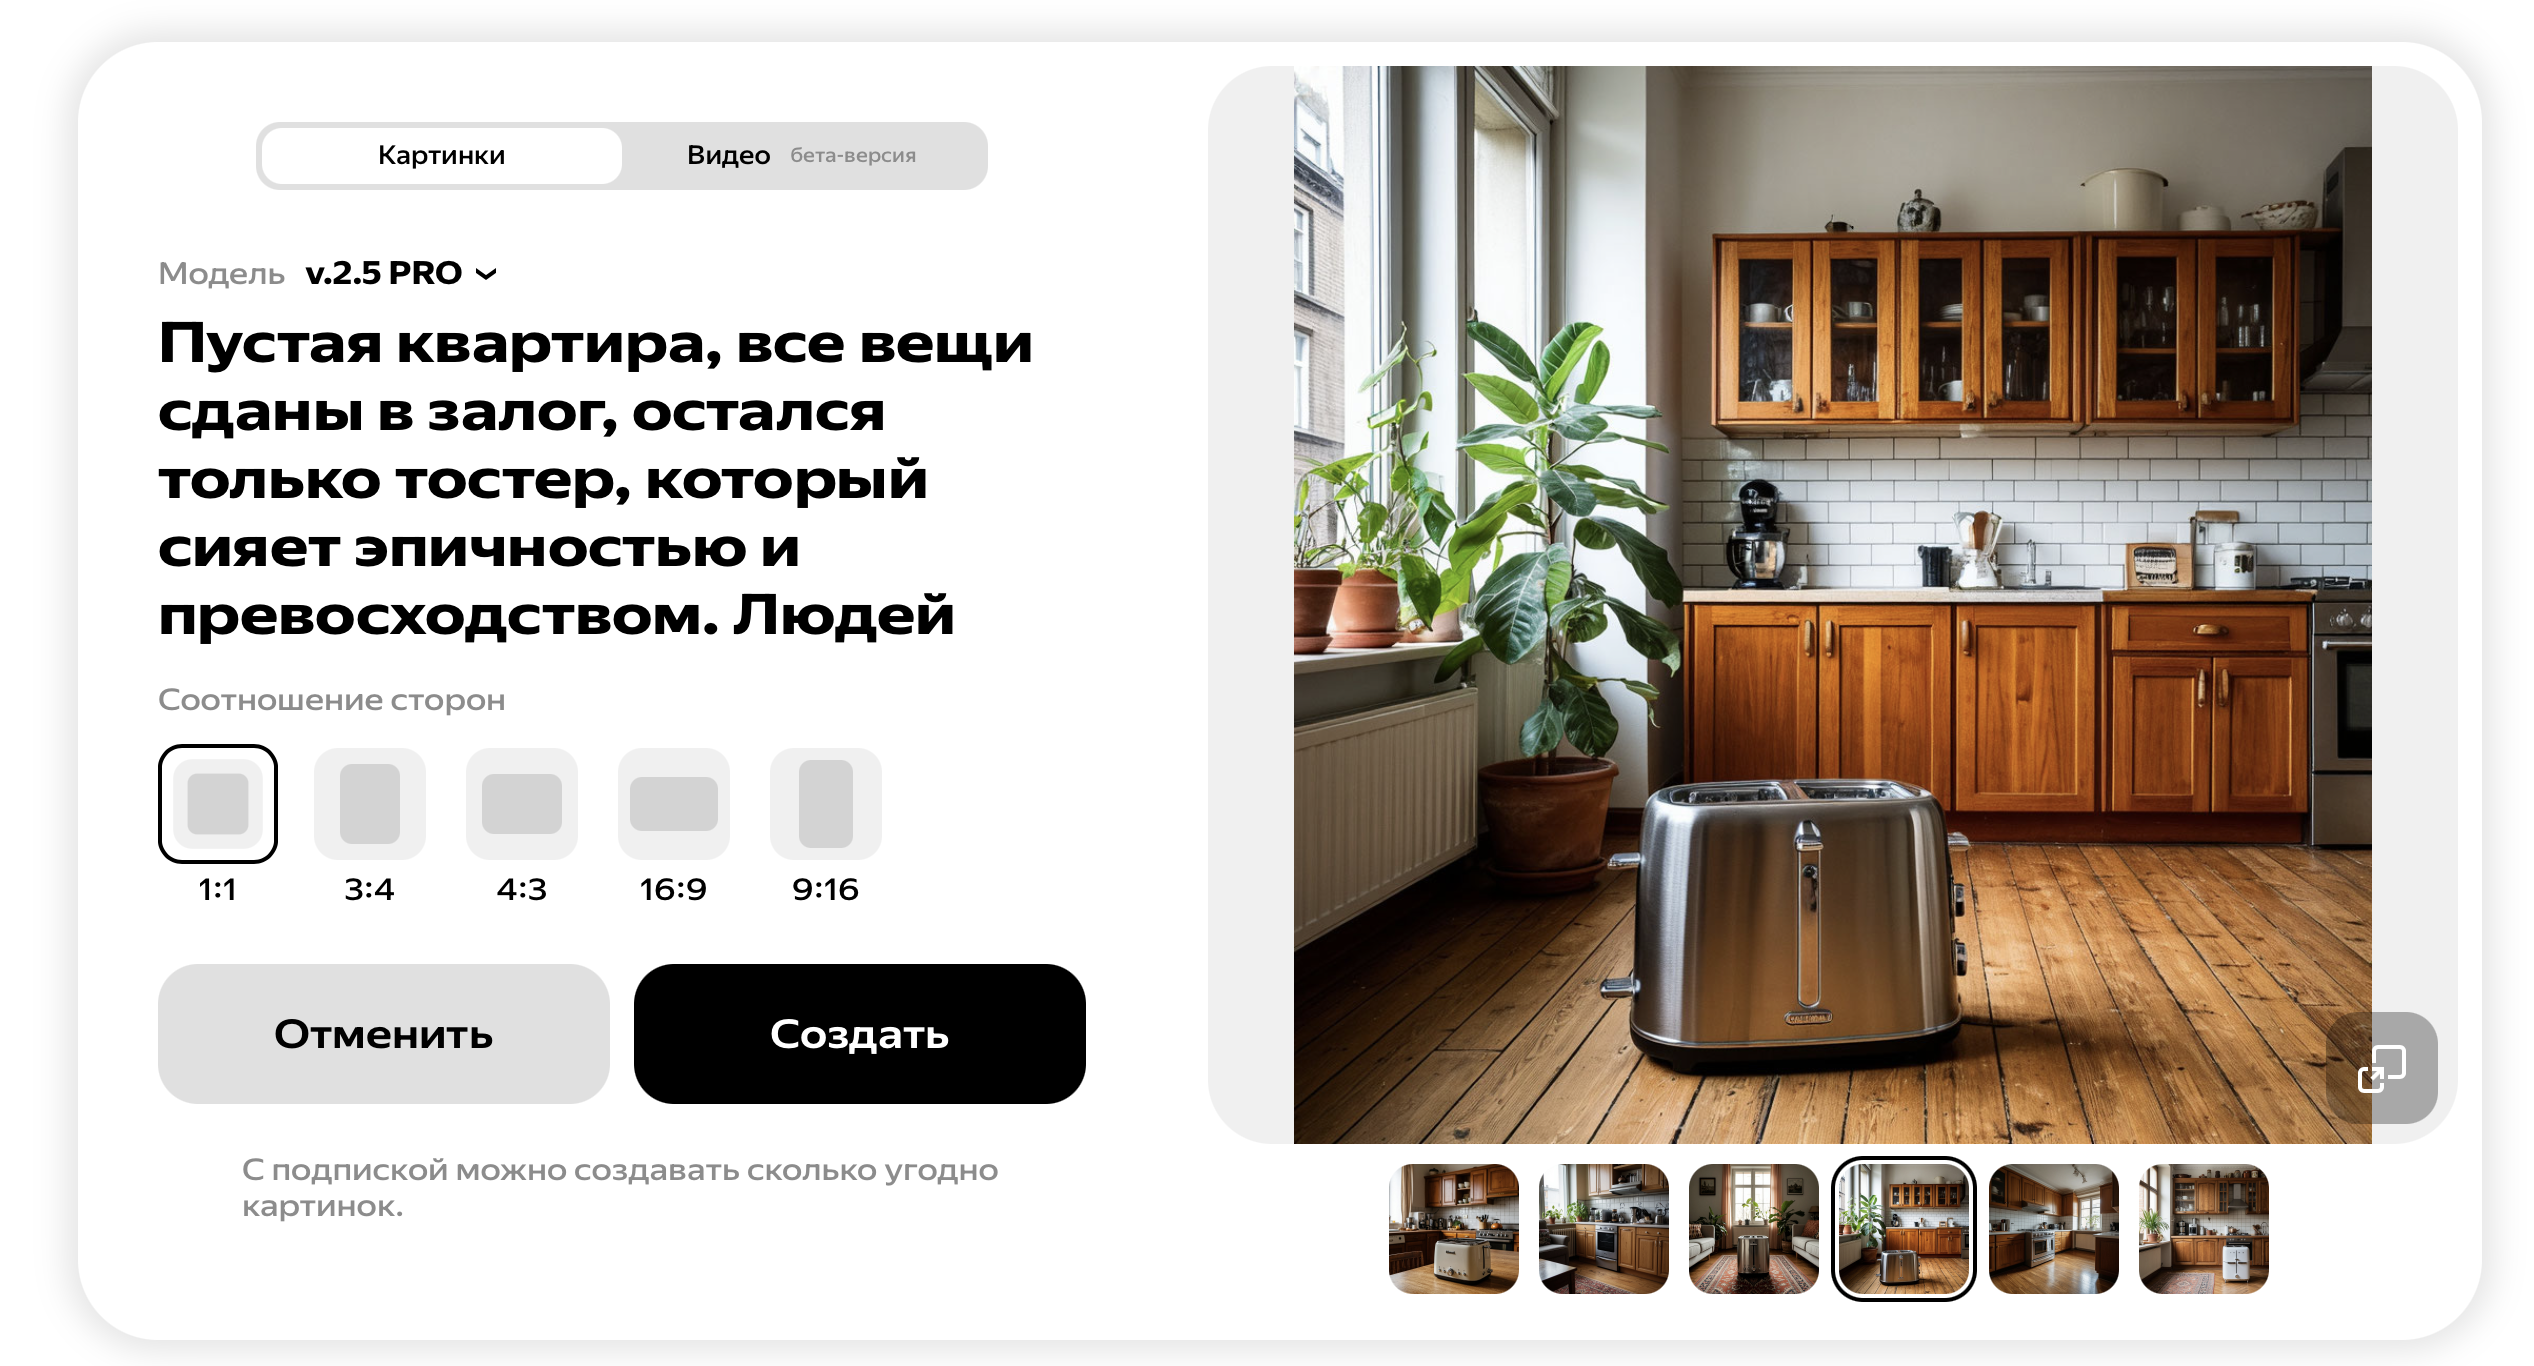 Картинки
Видео бета-версия
Модель v.2.5 PRO
Пустая квартира, все вещи
сданы в залог, остался
только тостер, который
сияет эпичностью и
превосходством. Людей
Соотношение сторон
1:1
3:4
4:3
16:9
9:16
Отменить
Создать
С подпиской можно создавать сколько угодно
картинок.